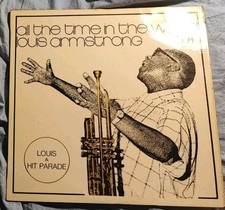 all the time in the w
louis armstrong
LOUIS
A
HIT PARADE